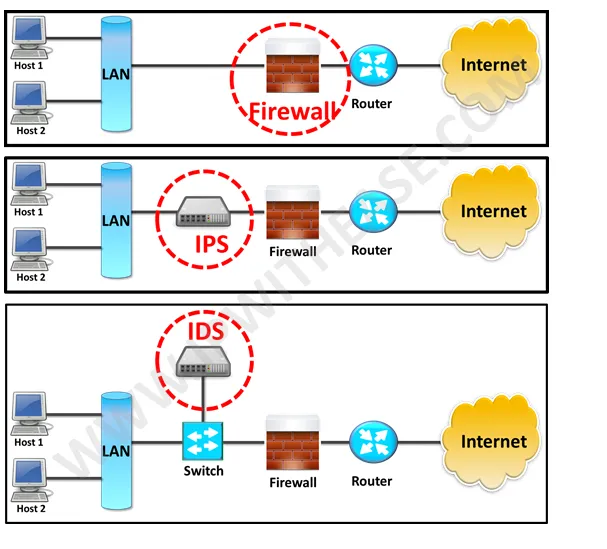 Host 1
LAN
Internet
Firewall
Router
Host 2
Host 1
LAN
Internet
IPS
Firewall
Router
Host 2
IDS
Host 1
LAN
Internet
Switch
Firewall
Router
Host 2